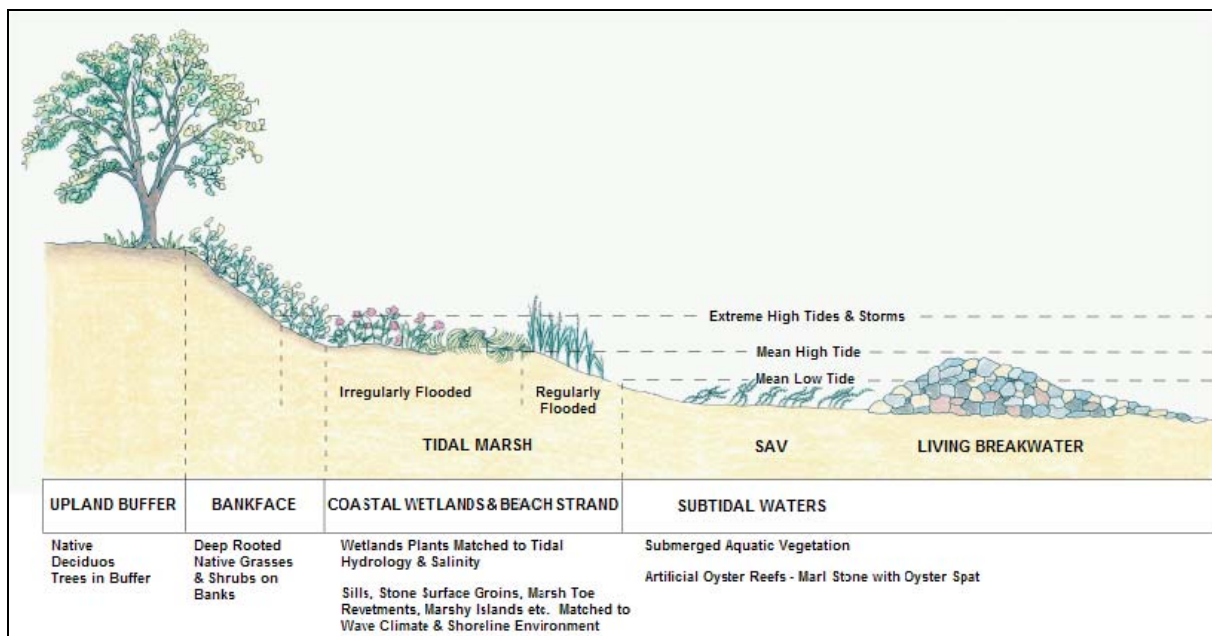 Extreme High Tides & Storms
Mean High Tide
Mean Low Tide
Irregularly Flooded
Regularly
Flooded
TIDAL MARSH
SAV
LIVING BREAKWATER
UPLAND BUFFER
BANKFACE
COASTAL WETLANDS & BEACH STRAND
SUBTIDAL WATERS
Native
Deciduos
Trees in Buffer
Deep Rooted
Native Grasses
& Shrubs on
Banks
Wetlands Plants Matched to Tidal
Hydrology & Salinity
Sills, Stone Surface Groins, Marsh Toe
Revetments, Marshy Islands etc. Matched to
Wave Climate & Shoreline Environment
Submerged Aquatic Vegetation
Artificial Oyster Reefs - Marl Stone with Oyster Spat